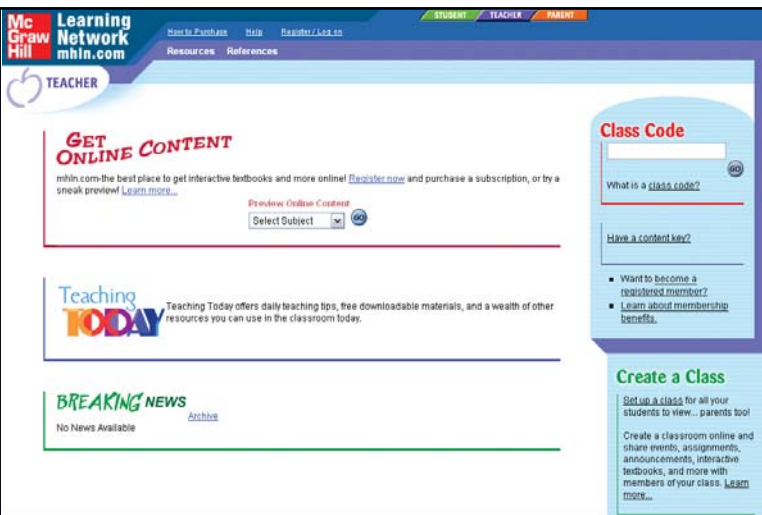 Mc Graw Hill
Learning Network
mhln.com
How to Purchase Help Register / Log on
STUDENT TEACHER PARENT
Resources References
TEACHER
GET ONLINE CONTENT
mhln.com-the best place to get interactive textbooks and more online! Register now and purchase a subscription, or try a
sneak preview! Learn more...
Preview Online Content
Select Subject GO
Teaching
TODAY
Teaching Today offers daily teaching tips, free downloadable materials, and a wealth of other
resources you can use in the classroom today.
BREAKING NEWS
Archive
No News Available
Class Code
GO
What is a class code?
Have a content key?
Want to become a
registered member?
Learn about membership
benefits.
Create a Class
Set up a class for all your
students to view... parents too!
Create a classroom online and
share events, assignments,
announcements, interactive
textbooks, and more with
members of your class. Learn
more...